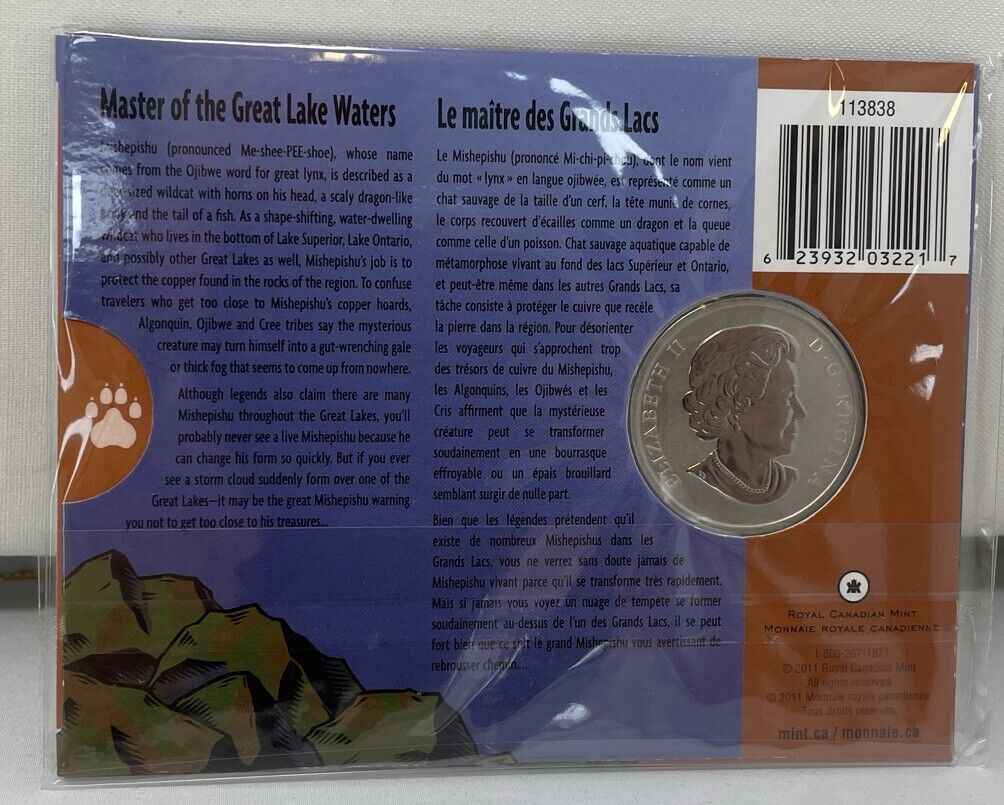 Master of the Great Lake Waters
Mishepishu (pronounced Me-shee-PEE-shoe), whose name
comes from the Ojibwe word for great lynx, is described as a
deer-sized wildcat with horns on his head, a scaly dragon-like
body and the tail of a fish. As a shape-shifting, water-dwelling
wildcat who lives in the bottom of Lake Superior, Lake Ontario,
and possibly other Great Lakes as well, Mishepishu's job is to
protect the copper found in the rocks of the region. To confuse
travelers who get too close to Mishepishu's copper hoards,
Algonquin, Ojibwe and Cree tribes say the mysterious
creature may turn himself into a gut-wrenching gale
or thick fog that seems to come up from nowhere.
Although legends also claim there are many
Mishepishu throughout the Great Lakes, you'll
probably never see a live Mishepishu because he
can change his form so quickly. But if you ever
see a storm cloud suddenly form over one of the
Great Lakes—it may be the great Mishepishu warning
you not to get too close to his treasures...
Le maître des Grands Lacs
Le Mishepishu (prononcé Mi-chi-pi-chou), dont le nom vient
du mot « lynx » en langue ojibwée, est représenté comme un
chat sauvage de la taille d'un cerf, la tête munie de cornes,
le corps recouvert d'écailles comme un dragon et la queue
comme celle d'un poisson. Chat sauvage aquatique capable de
métamorphose vivant au fond des lacs Supérieur et Ontario,
et peut-être même dans les autres Grands Lacs, sa
tâche consiste à protéger le cuivre que recèle
la pierre dans la région. Pour désorienter
les voyageurs qui s'approchent trop
des trésors de cuivre du Mishepishu,
les Algonquins, les Ojibwés et les
Cris affirment que la mystérieuse
créature peut se transformer
soudainement en une bourrasque
effroyable ou un épais brouillard
semblant surgir de nulle part.
Bien que les légendes prétendent qu'il
existe de nombreux Mishepishus dans les
Grands Lacs, vous ne verrez sans doute jamais de
Mishepishu vivant parce qu'il se transforme très rapidement.
Mais si jamais vous voyez un nuage de tempête se former
soudainement au-dessus de l'un des Grands Lacs, il se peut
fort bien que ce soit le grand Mishepishu vous avertissant de
rebrousser chemin...
113838
6 23932 03221 7
ELIZABETH II D·G·REGINA
ROYAL CANADIAN MINT
MONNAIE ROYALE CANADIENNE
1-800-267-1871
© 2011 Royal Canadian Mint.
All rights reserved.
© 2011 Monnaie royale canadienne
Tous droits réservés.
mint.ca / monnaie.ca